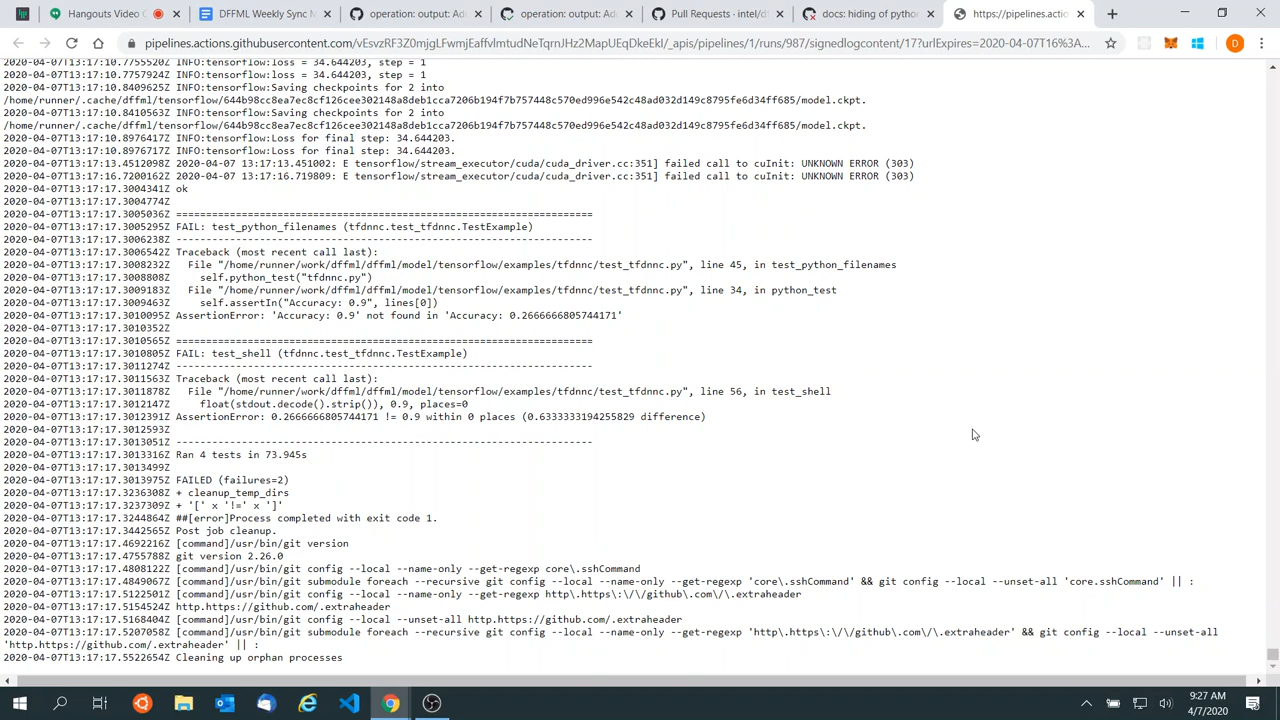 Hangouts Video C
DFFML Weekly Sync M
operation: output: Ad
operation: output: Ad
Pull Requests · intel/df
docs: hiding of python
https://pipelines.actio
pipelines.actions.githubusercontent.com/vEsvzRF3Z0mjgLFwmjEaffvlmtudNoTqrnJHz2MapUEqDkeEkI/_apis/pipelines/1/runs/987/signedlogcontent/17?urlExpires=2020-04-07T16%3A...
D
2020-04-07T13:17:10.7755520Z INFO:tensorflow:loss = 34.644203, step = 1
2020-04-07T13:17:10.7757924Z INFO:tensorflow:loss = 34.644203, step = 1
2020-04-07T13:17:10.8409625Z INFO:tensorflow:Saving checkpoints for 2 into
/home/runner/.cache/dffml/tensorflow/644b98cc8ea7ec8cf126cee302148a8deb1cca7206b194f7b757448c570ed996e542c48ad032d149c8795fe6d34ff685/model.ckpt.
2020-04-07T13:17:10.8410563Z INFO:tensorflow:Saving checkpoints for 2 into
/home/runner/.cache/dffml/tensorflow/644b98cc8ea7ec8cf126cee302148a8deb1cca7206b194f7b757448c570ed996e542c48ad032d149c8795fe6d34ff685/model.ckpt.
2020-04-07T13:17:10.8976417Z INFO:tensorflow:Loss for final step: 34.644203.
2020-04-07T13:17:10.8976717Z INFO:tensorflow:Loss for final step: 34.644203.
2020-04-07T13:17:13.4512098Z 2020-04-07 13:17:13.451002: E tensorflow/stream_executor/cuda/cuda_driver.cc:351] failed call to cuInit: UNKNOWN ERROR (303)
2020-04-07T13:17:16.7200162Z 2020-04-07 13:17:16.719809: E tensorflow/stream_executor/cuda/cuda_driver.cc:351] failed call to cuInit: UNKNOWN ERROR (303)
2020-04-07T13:17:17.3004341Z ok
2020-04-07T13:17:17.3004774Z
2020-04-07T13:17:17.3005036Z ======================================================================
2020-04-07T13:17:17.3005295Z FAIL: test_python_filenames (tfdnnc.test_tfdnnc.TestExample)
2020-04-07T13:17:17.3006238Z ----------------------------------------------------------------------
2020-04-07T13:17:17.3006542Z Traceback (most recent call last):
2020-04-07T13:17:17.3008232Z   File "/home/runner/work/dffml/dffml/model/tensorflow/examples/tfdnnc/test_tfdnnc.py", line 45, in test_python_filenames
2020-04-07T13:17:17.3008808Z     self.python_test("tfdnnc.py")
2020-04-07T13:17:17.3009183Z   File "/home/runner/work/dffml/dffml/model/tensorflow/examples/tfdnnc/test_tfdnnc.py", line 34, in python_test
2020-04-07T13:17:17.3009463Z     self.assertIn("Accuracy: 0.9", lines[0])
2020-04-07T13:17:17.3010095Z AssertionError: 'Accuracy: 0.9' not found in 'Accuracy: 0.2666666805744171'
2020-04-07T13:17:17.3010352Z
2020-04-07T13:17:17.3010565Z ======================================================================
2020-04-07T13:17:17.3010805Z FAIL: test_shell (tfdnnc.test_tfdnnc.TestExample)
2020-04-07T13:17:17.3011274Z ----------------------------------------------------------------------
2020-04-07T13:17:17.3011563Z Traceback (most recent call last):
2020-04-07T13:17:17.3011878Z   File "/home/runner/work/dffml/dffml/model/tensorflow/examples/tfdnnc/test_tfdnnc.py", line 56, in test_shell
2020-04-07T13:17:17.3012147Z     float(stdout.decode().strip()), 0.9, places=0
2020-04-07T13:17:17.3012391Z AssertionError: 0.2666666805744171 != 0.9 within 0 places (0.6333333194255829 difference)
2020-04-07T13:17:17.3012593Z
2020-04-07T13:17:17.3013051Z ----------------------------------------------------------------------
2020-04-07T13:17:17.3013316Z Ran 4 tests in 73.945s
2020-04-07T13:17:17.3013499Z
2020-04-07T13:17:17.3013975Z FAILED (failures=2)
2020-04-07T13:17:17.3236308Z + cleanup_temp_dirs
2020-04-07T13:17:17.3237309Z + '[' x '!=' x ']'
2020-04-07T13:17:17.3244864Z ##[error]Process completed with exit code 1.
2020-04-07T13:17:17.3442565Z Post job cleanup.
2020-04-07T13:17:17.4692216Z [command]/usr/bin/git version
2020-04-07T13:17:17.4755788Z git version 2.26.0
2020-04-07T13:17:17.4808122Z [command]/usr/bin/git config --local --name-only --get-regexp core\.sshCommand
2020-04-07T13:17:17.4849067Z [command]/usr/bin/git submodule foreach --recursive git config --local --name-only --get-regexp 'core\.sshCommand' && git config --local --unset-all 'core.sshCommand' || :
2020-04-07T13:17:17.5122501Z [command]/usr/bin/git config --local --name-only --get-regexp http\.https\:\/\/github\.com\/\.extraheader
2020-04-07T13:17:17.5154524Z http.https://github.com/.extraheader
2020-04-07T13:17:17.5168404Z [command]/usr/bin/git config --local --unset-all http.https://github.com/.extraheader
2020-04-07T13:17:17.5207058Z [command]/usr/bin/git submodule foreach --recursive git config --local --name-only --get-regexp 'http\.https\:\/\/github\.com\/\.extraheader' && git config --local --unset-all
'http.https://github.com/.extraheader' || :
2020-04-07T13:17:17.5522654Z Cleaning up orphan processes
9:27 AM
4/7/2020